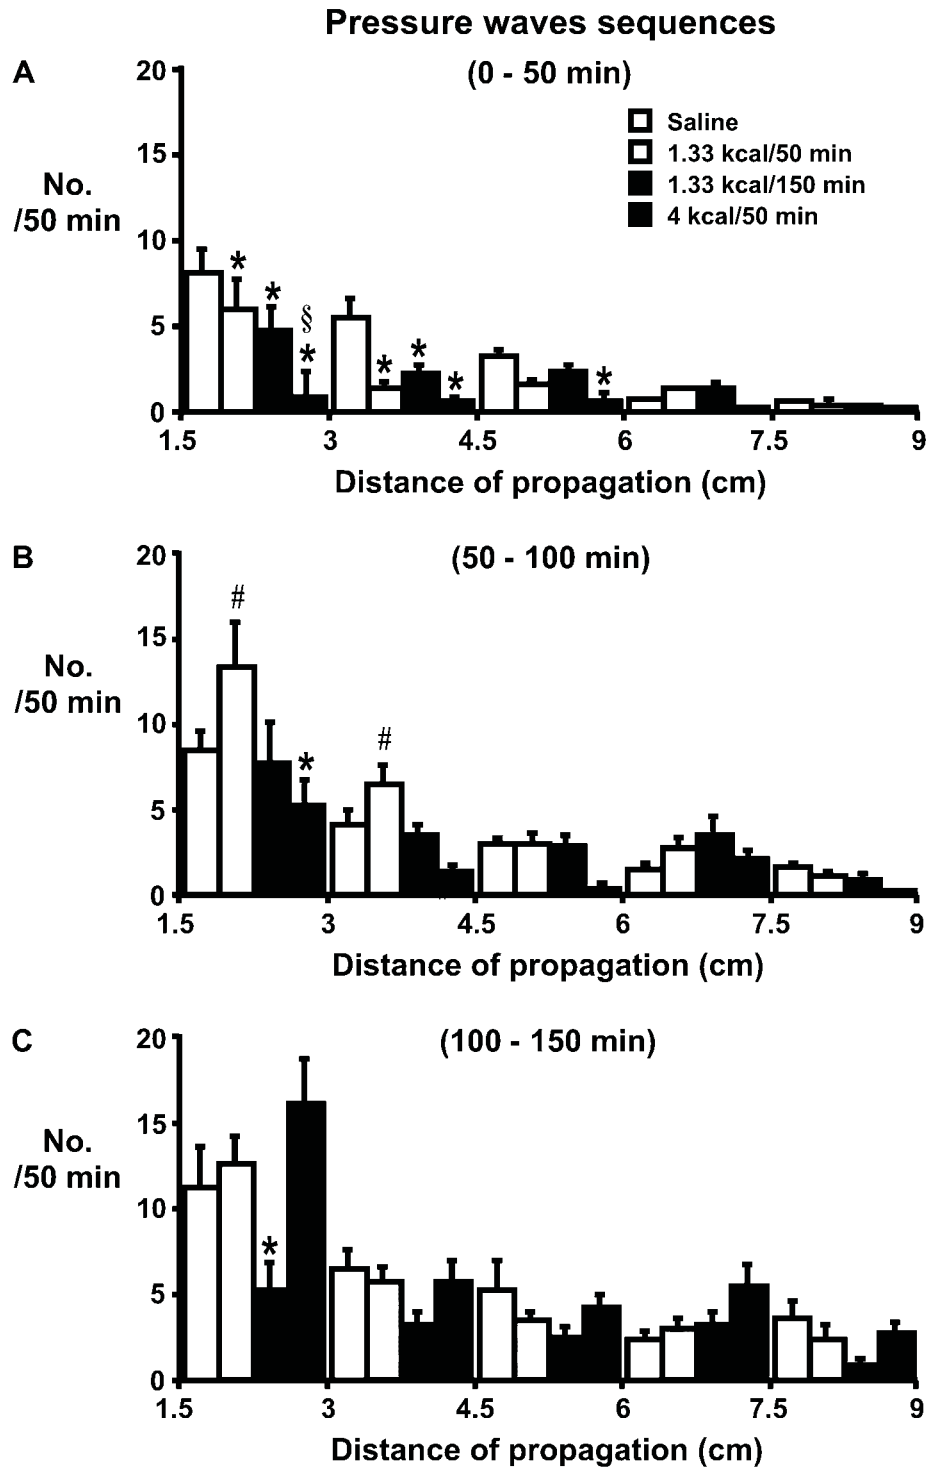 Pressure waves sequences
A
(0 - 50 min)
20
15
10
5
0
No.
/50 min
Saline
1.33 kcal/50 min
1.33 kcal/150 min
4 kcal/50 min
* * § * * * * *
1.5 3 4.5 6 7.5 9
Distance of propagation (cm)
B
(50 - 100 min)
20
15
10
5
0
No.
/50 min
# * #
1.5 3 4.5 6 7.5 9
Distance of propagation (cm)
C
(100 - 150 min)
20
15
10
5
0
No.
/50 min
*
1.5 3 4.5 6 7.5 9
Distance of propagation (cm)